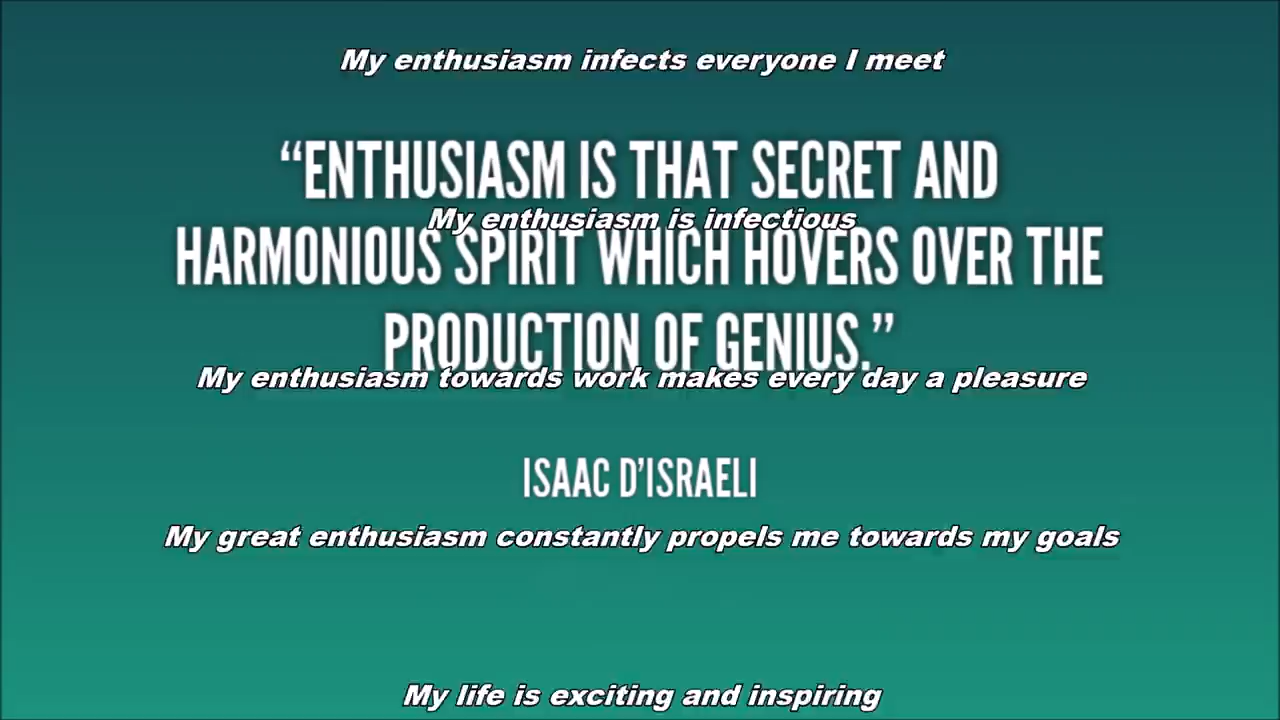 My enthusiasm infects everyone I meet
“ENTHUSIASM IS THAT SECRET AND
My enthusiasm is infectious
HARMONIOUS SPIRIT WHICH HOVERS OVER THE
PRODUCTION OF GENIUS.”
My enthusiasm towards work makes every day a pleasure
ISAAC D’ISRAELI
My great enthusiasm constantly propels me towards my goals
My life is exciting and inspiring